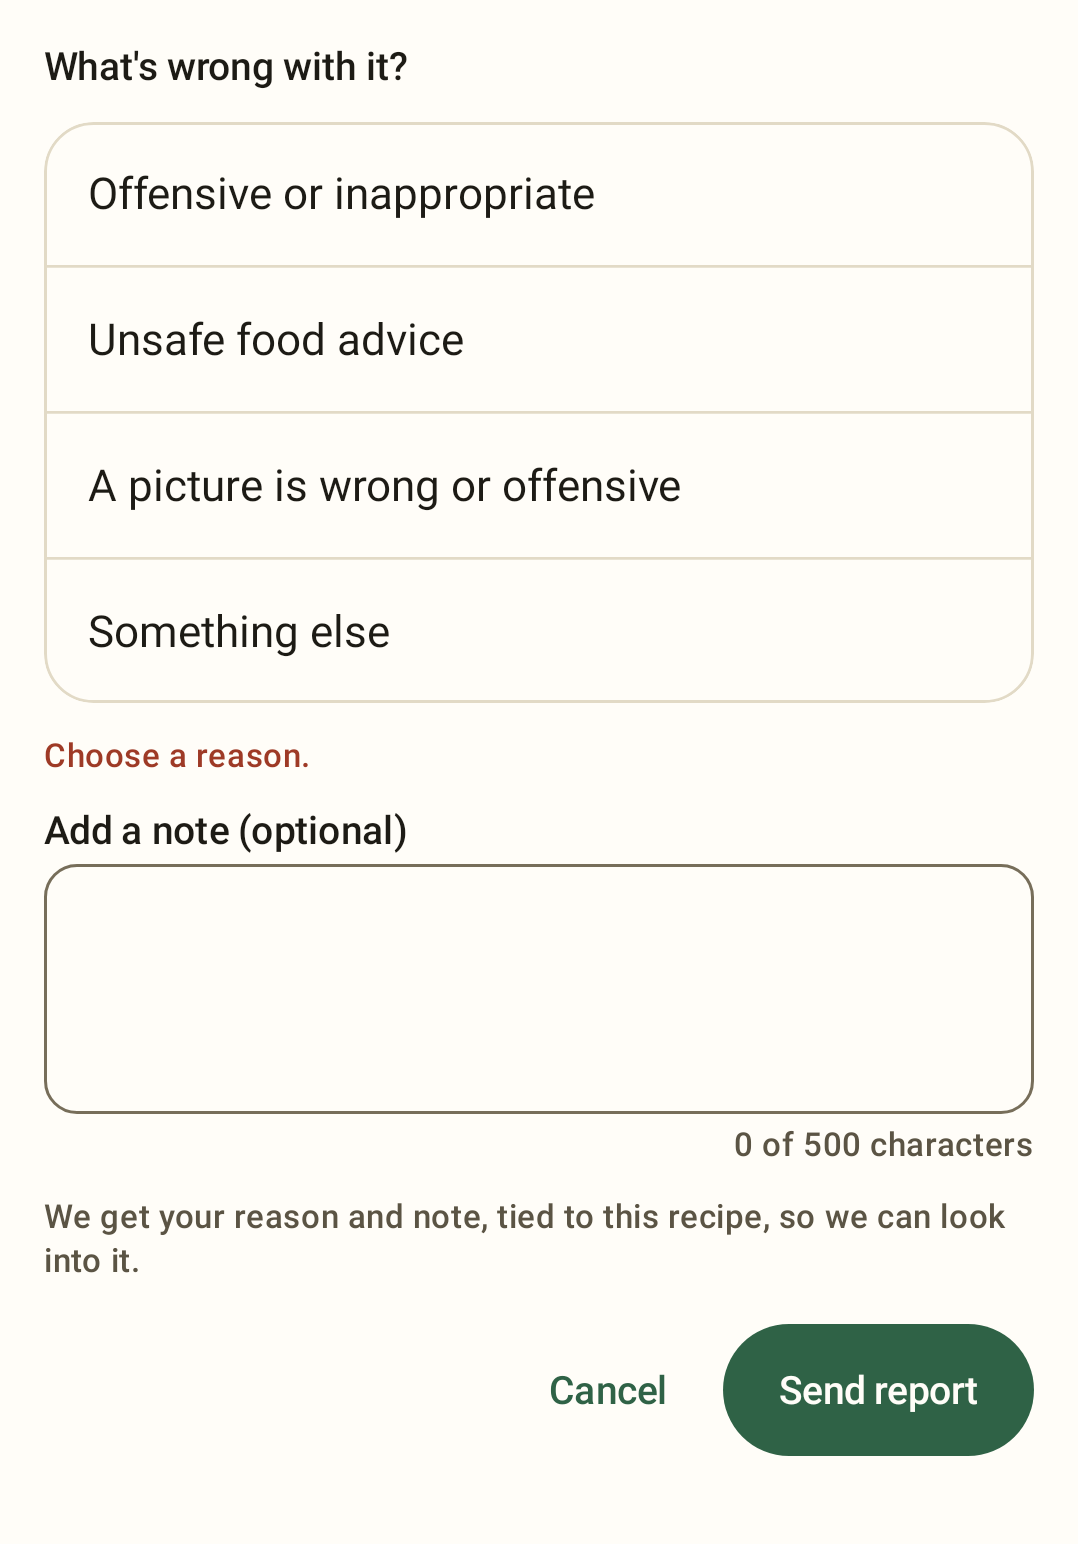 What's wrong with it?
Offensive or inappropriate
Unsafe food advice
A picture is wrong or offensive
Something else
Choose a reason.
Add a note (optional)
0 of 500 characters
We get your reason and note, tied to this recipe, so we can look
into it.
Cancel
Send report